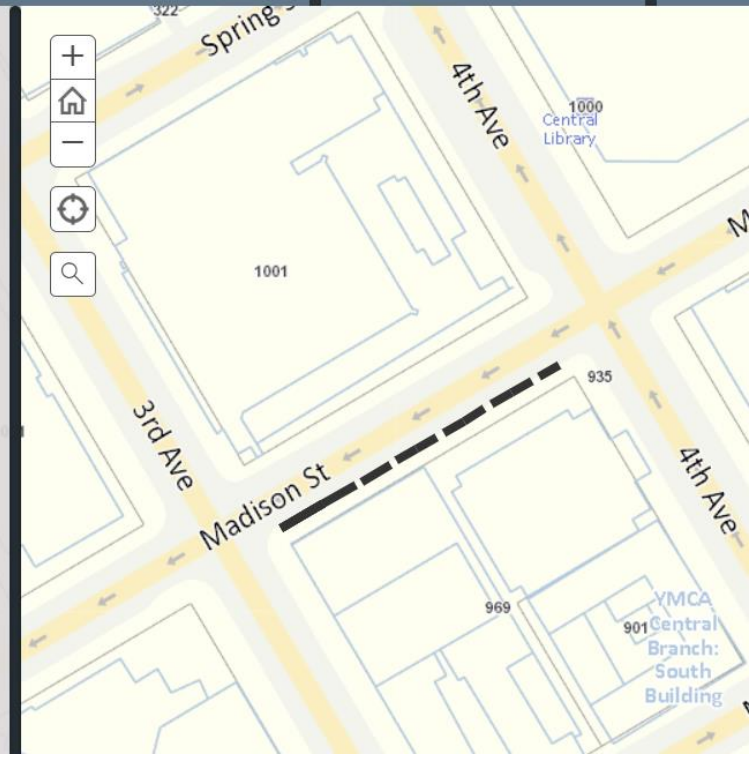 322
Spring S
4th Ave
1000
Central
Library
M
1001
935
3rd Ave
Madison St
4th Ave
969
901
YMCA
Central
Branch:
South
Building